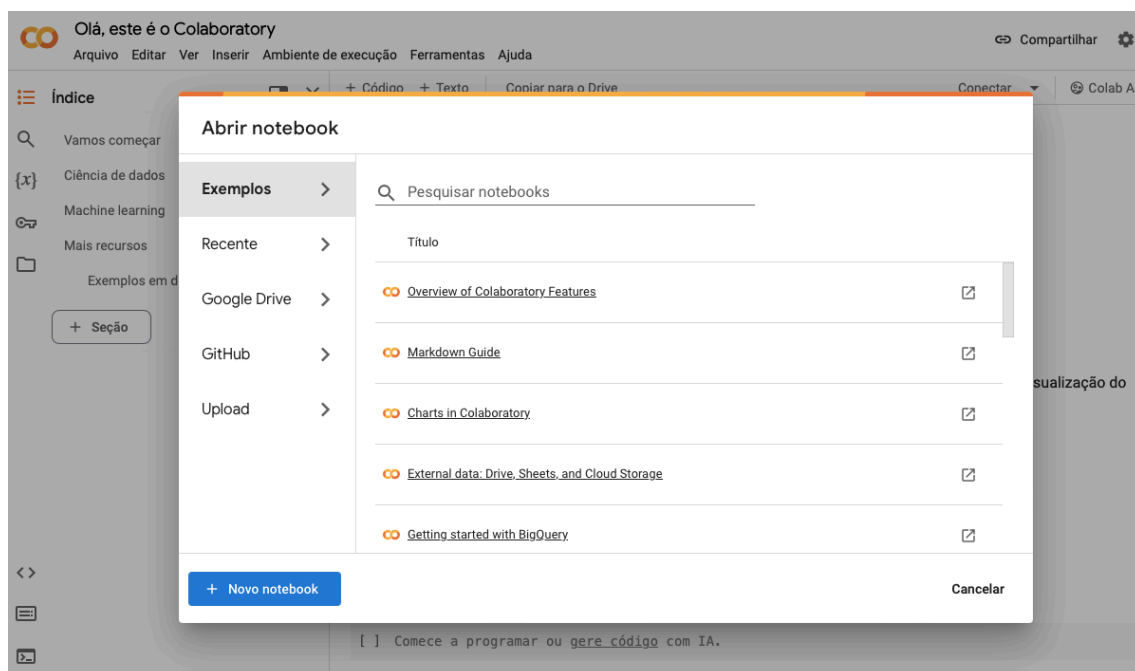 Olá, este é o Colaboratory
Arquivo Editar Ver Inserir Ambiente de execução Ferramentas Ajuda
Compartilhar
Índice
+ Código + Texto Copiar para o Drive Conectar Colab A
Vamos começar
Ciência de dados
Machine learning
Mais recursos
Exemplos em d
+ Seção
{x}
Abrir notebook
Exemplos
Recente
Google Drive
GitHub
Upload
Pesquisar notebooks
Título
Overview of Colaboratory Features
Markdown Guide
Charts in Colaboratory
External data: Drive, Sheets, and Cloud Storage
Getting started with BigQuery
+ Novo notebook
Cancelar
sualização do
[ ] Comece a programar ou gere código com IA.